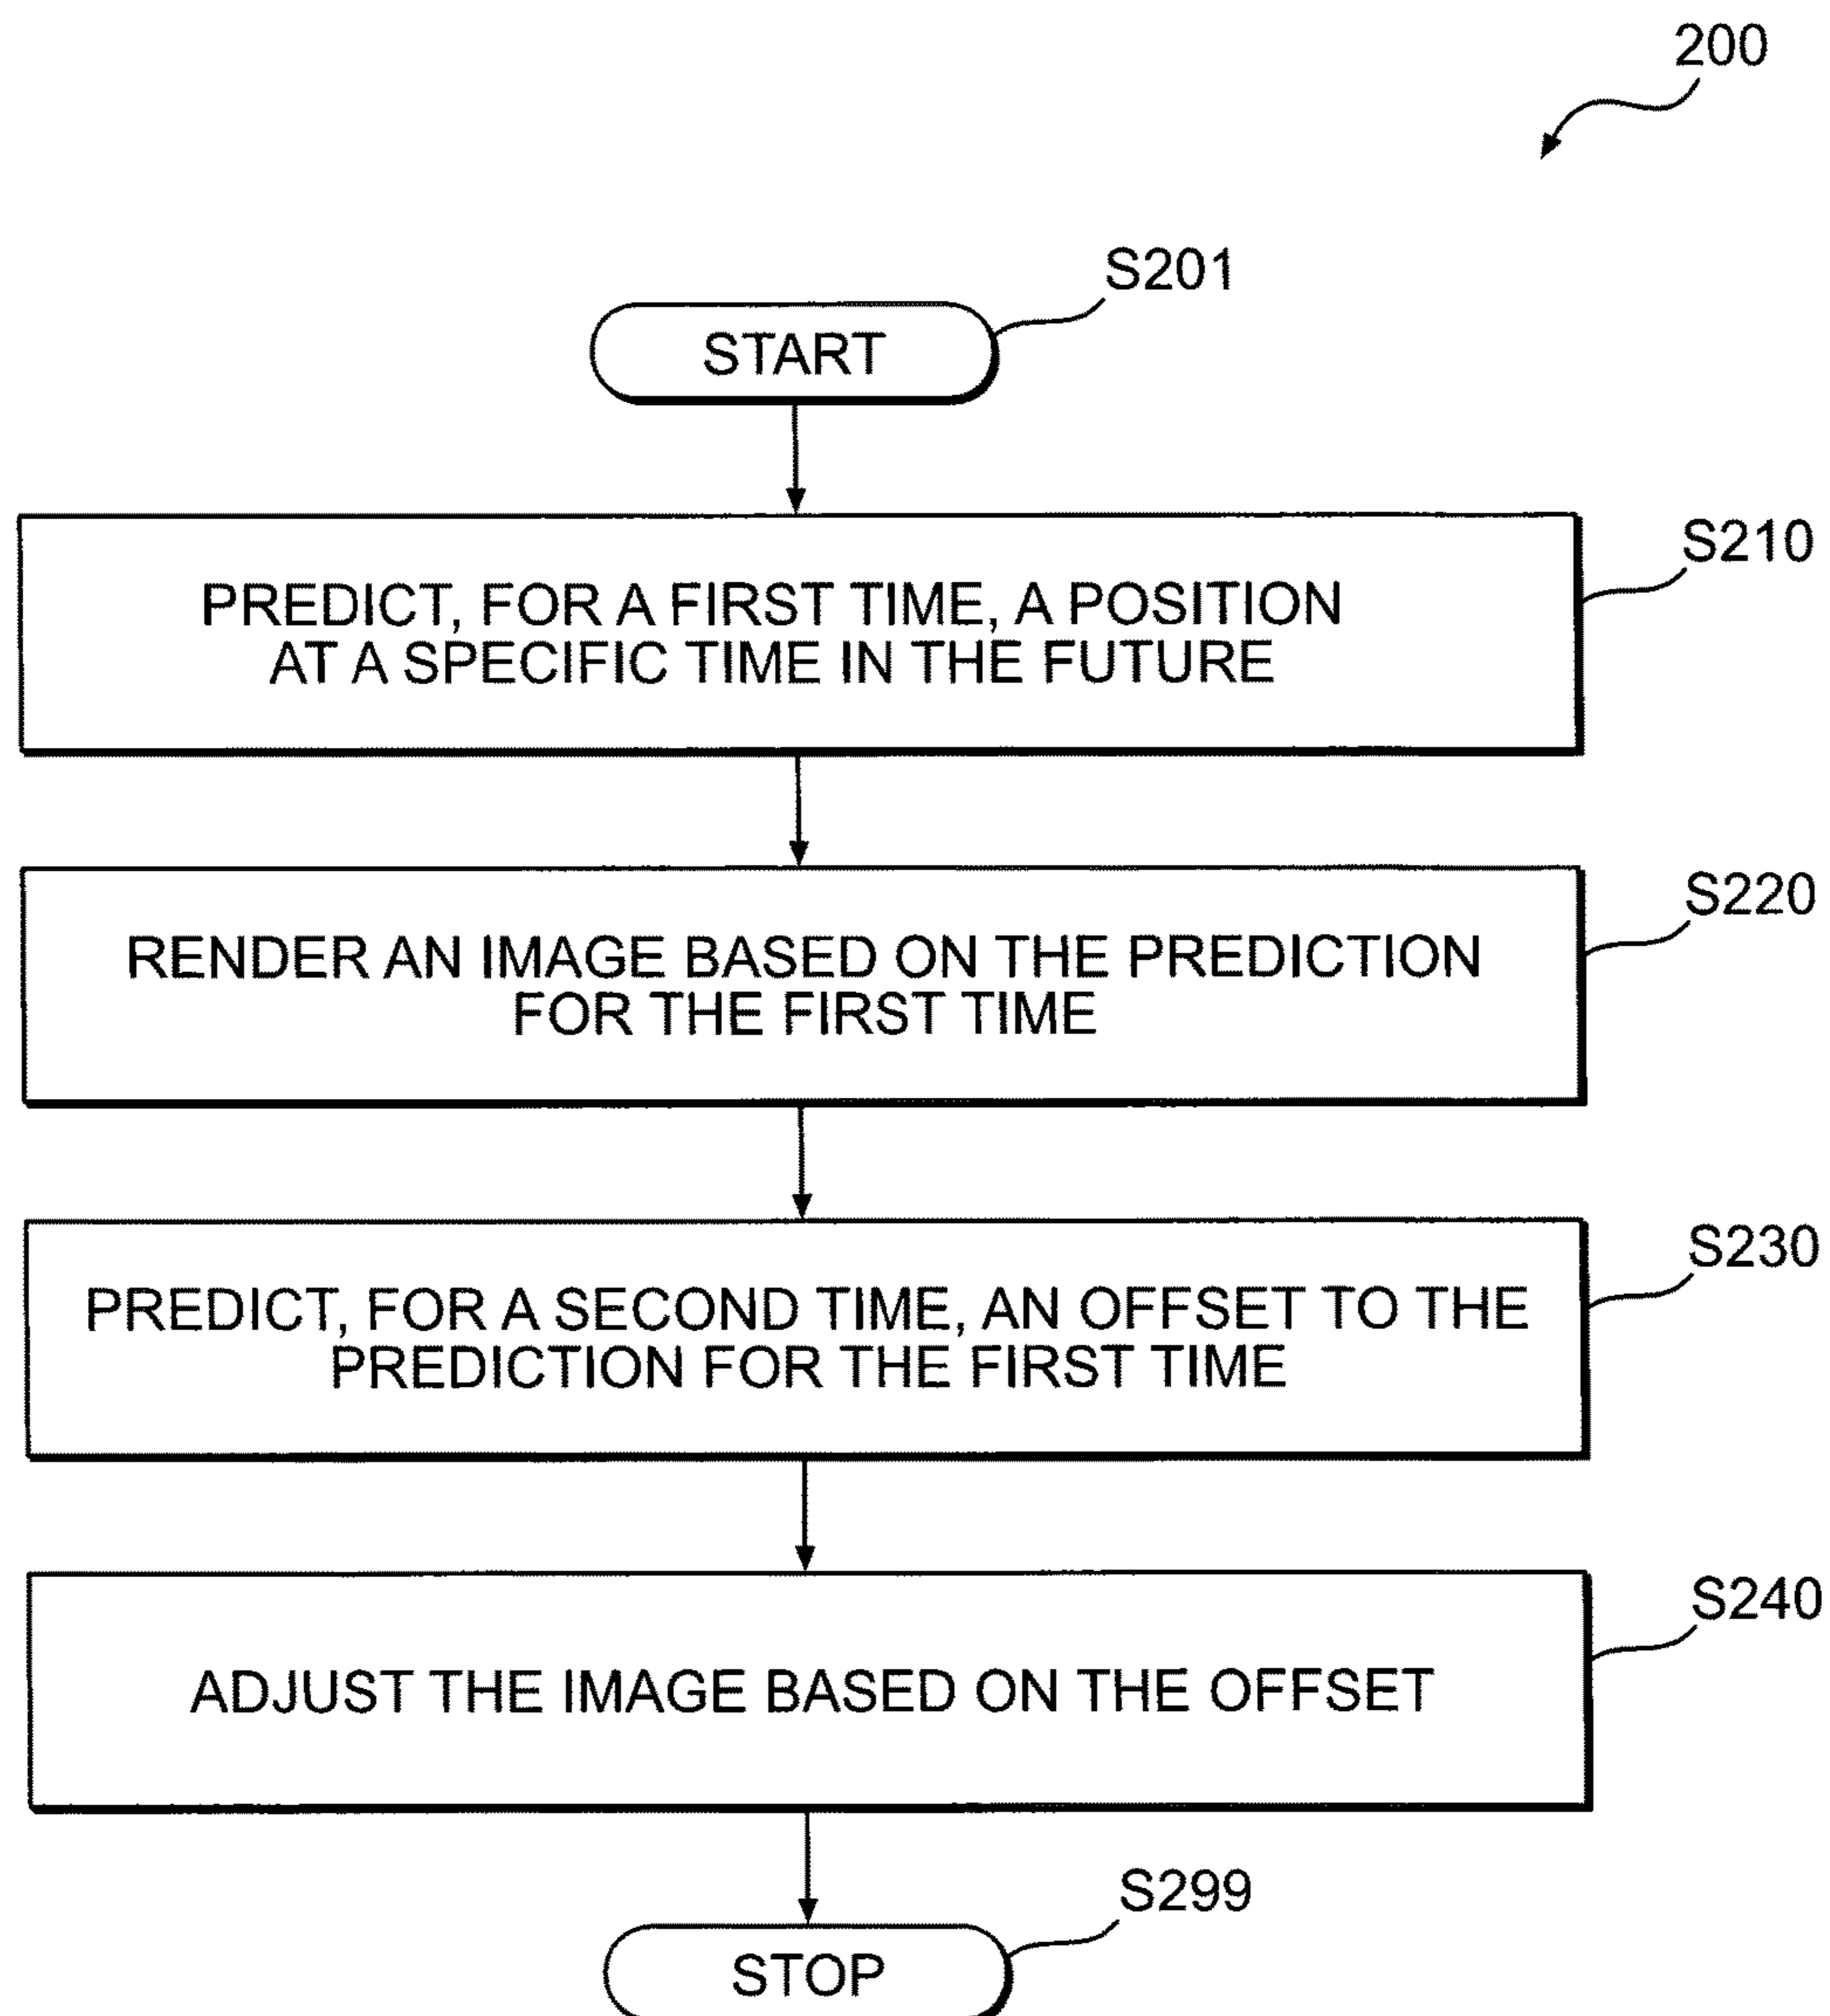 200
S201
START
S210
PREDICT, FOR A FIRST TIME, A POSITION
AT A SPECIFIC TIME IN THE FUTURE
S220
RENDER AN IMAGE BASED ON THE PREDICTION
FOR THE FIRST TIME
S230
PREDICT, FOR A SECOND TIME, AN OFFSET TO THE
PREDICTION FOR THE FIRST TIME
S240
ADJUST THE IMAGE BASED ON THE OFFSET
S299
STOP